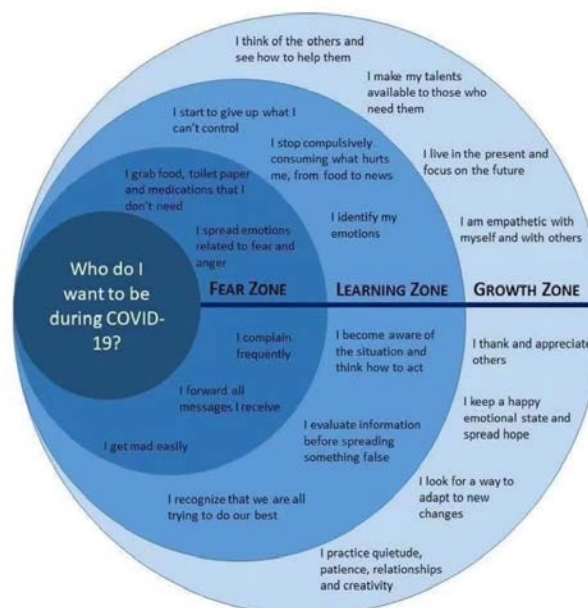 I think of the others and
see how to help them
I make my talents
available to those who
need them
I start to give up what I
can't control
I stop compulsively
consuming what hurts
me, from food to news
I live in the present and
focus on the future
I grab food, toilet paper
and medications that I
don't need
I identify my
emotions
I am empathetic with
myself and with others
I spread emotions
related to fear and
anger
Who do I
want to be
during COVID-
19?
FEAR ZONE
LEARNING ZONE
GROWTH ZONE
I complain
frequently
I become aware of
the situation and
think how to act
I thank and appreciate
others
I forward all
messages I receive
I keep a happy
emotional state and
spread hope
I get mad easily
I evaluate information
before spreading
something false
I look for a way to
adapt to new
changes
I recognize that we are all
trying to do our best
I practice quietude,
patience, relationships
and creativity